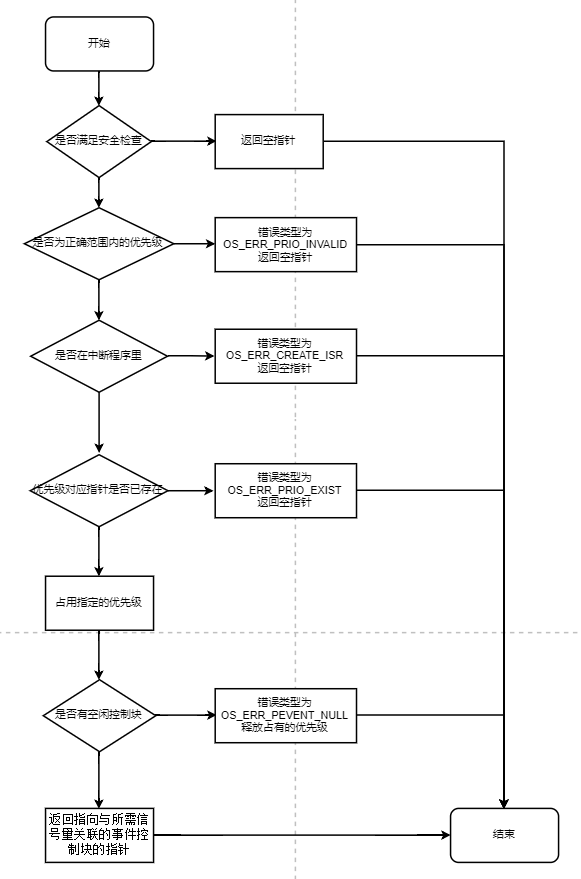 开始
是否满足安全检查
返回空指针
是否为正确范围内的优先级
错误类型为
OS_ERR_PRIO_INVALID
返回空指针
是否在中断程序里
错误类型为
OS_ERR_CREATE_ISR
返回空指针
优先级对应指针是否已存在
错误类型为
OS_ERR_PRIO_EXIST
返回空指针
占用指定的优先级
是否有空闲控制块
错误类型为
OS_ERR_PEVENT_NULL
释放占有的优先级
返回指向与所需信
号量关联的事件控
制块的指针
结束